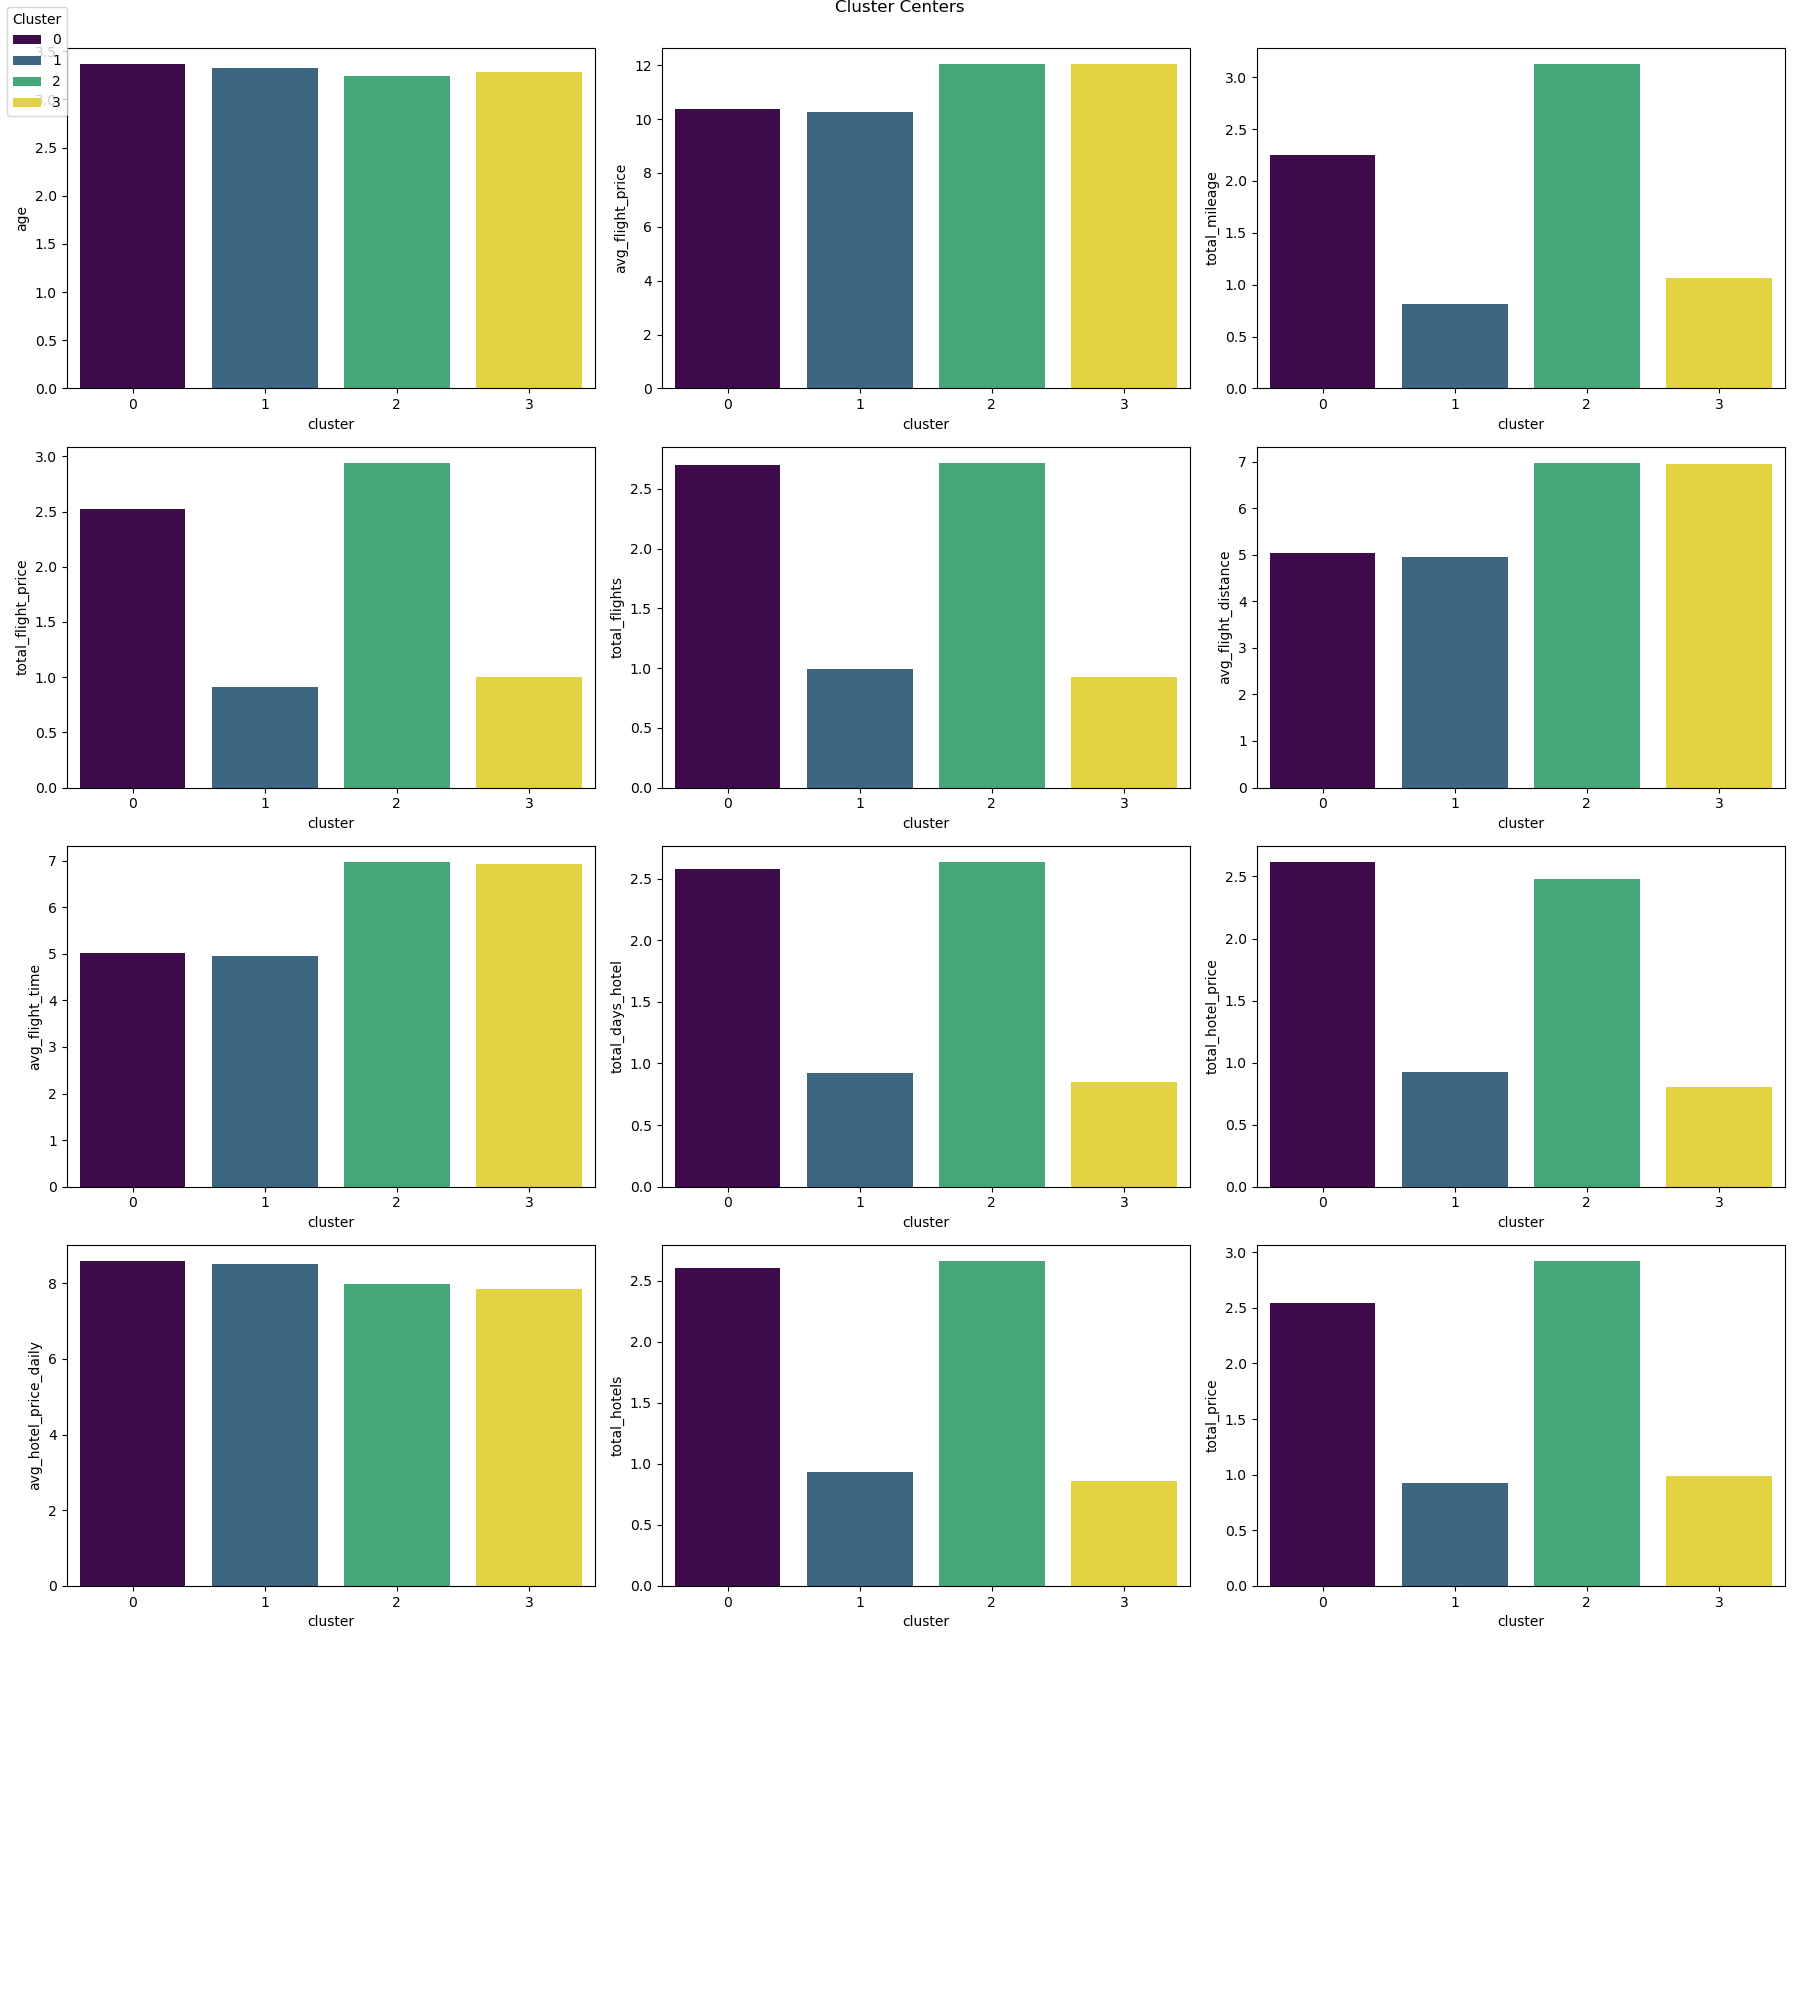 Cluster Centers
Cluster
0
1
2
3
3.5
3.0
2.5
2.0
1.5
1.0
0.5
0.0
age
0 1 2 3
cluster
12
10
8
6
4
2
0
avg_flight_price
0 1 2 3
cluster
3.0
2.5
2.0
1.5
1.0
0.5
0.0
total_mileage
0 1 2 3
cluster
3.0
2.5
2.0
1.5
1.0
0.5
0.0
total_flight_price
0 1 2 3
cluster
2.5
2.0
1.5
1.0
0.5
0.0
total_flights
0 1 2 3
cluster
7
6
5
4
3
2
1
0
avg_flight_distance
0 1 2 3
cluster
7
6
5
4
3
2
1
0
avg_flight_time
0 1 2 3
cluster
2.5
2.0
1.5
1.0
0.5
0.0
total_days_hotel
0 1 2 3
cluster
2.5
2.0
1.5
1.0
0.5
0.0
total_hotel_price
0 1 2 3
cluster
8
6
4
2
0
avg_hotel_price_daily
0 1 2 3
cluster
2.5
2.0
1.5
1.0
0.5
0.0
total_hotels
0 1 2 3
cluster
3.0
2.5
2.0
1.5
1.0
0.5
0.0
total_price
0 1 2 3
cluster